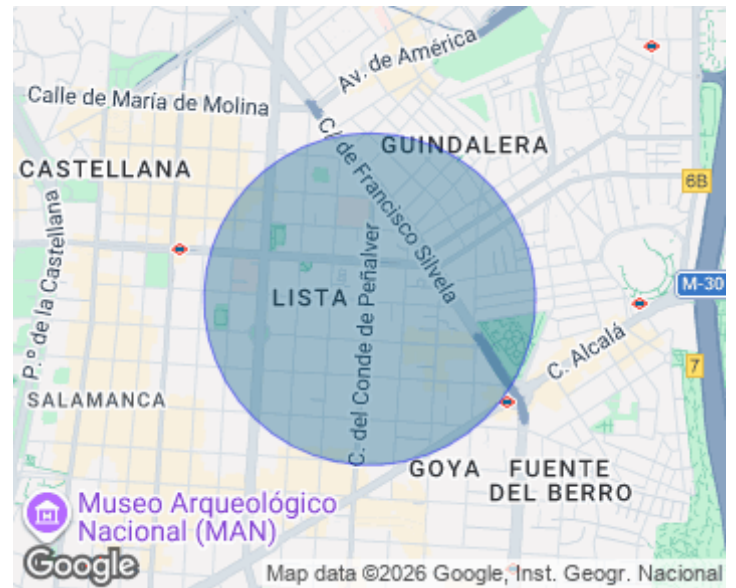 Av. de América
Calle de María de Molina
C. de Francisco Silvela
GUINDALERA
CASTELLANA
6B
P.º de la Castellana
C. del Conde de Peñalver
M-30
LISTA
C. Alcalá
7
SALAMANCA
GOYA
FUENTE
DEL BERRO
Museo Arqueológico
Nacional (MAN)
Google
Map data ©2026 Google, Inst. Geogr. Nacional